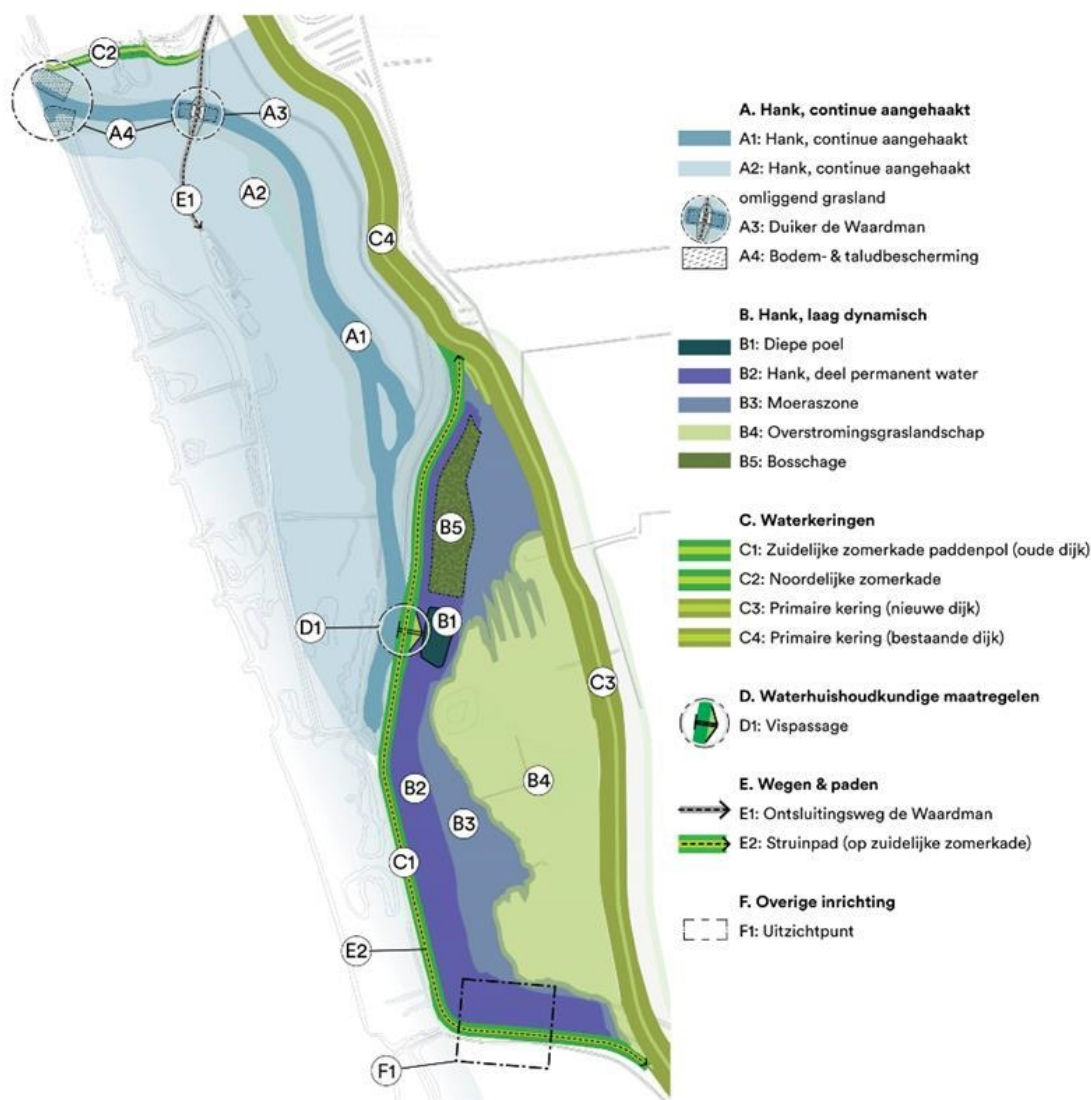 C2
A3
A4
E1
A2
C4
A1
B5
D1
B1
C3
B2
B4
B3
C1
E2
F1
A. Hank, continue aangehaakt
A1: Hank, continue aangehaakt
A2: Hank, continue aangehaakt
omliggend grasland
A3: Duiker de Waardman
A4: Bodem- & taludbescherming
B. Hank, laag dynamisch
B1: Diepe poel
B2: Hank, deel permanent water
B3: Moeraszone
B4: Overstromingsgraslandschap
B5: Bosschage
C. Waterkeringen
C1: Zuidelijke zomerkade paddenpol (oude dijk)
C2: Noordelijke zomerkade
C3: Primaire kering (nieuwe dijk)
C4: Primaire kering (bestaande dijk)
D. Waterhuishoudkundige maatregelen
D1: Vispassage
E. Wegen & paden
E1: Ontsluitingsweg de Waardman
E2: Struinpad (op zuidelijke zomerkade)
F. Overige inrichting
F1: Uitzichtpunt